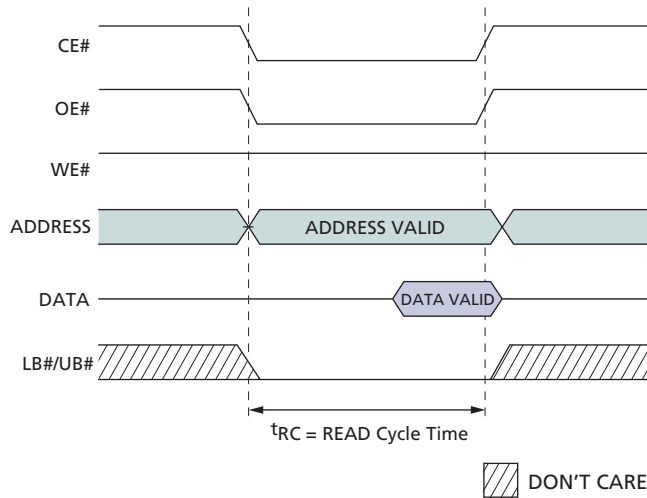 CE#
OE#
WE#
ADDRESS
ADDRESS VALID
DATA
DATA VALID
LB#/UB#
tRC = READ Cycle Time
DON'T CARE